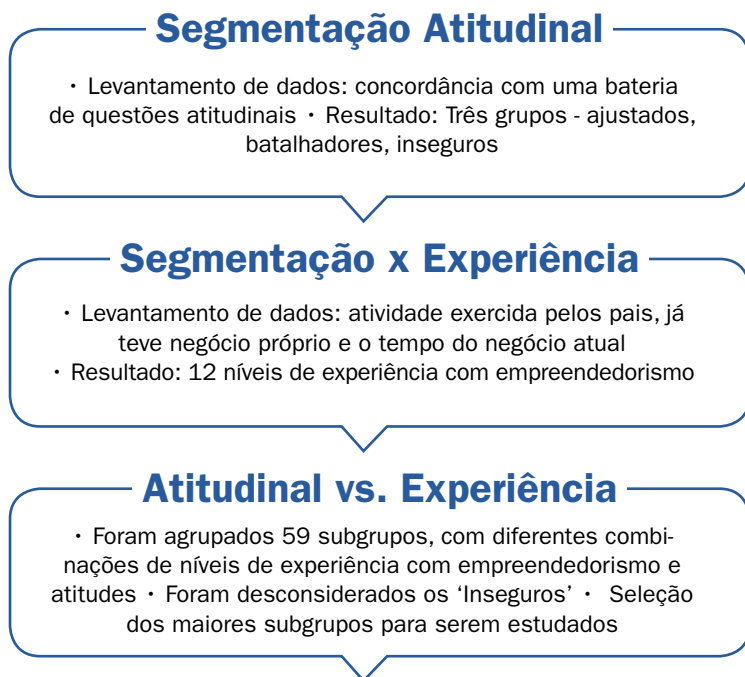 Segmentação Atitudinal
· Levantamento de dados: concordância com uma bateria
de questões atitudinais · Resultado: Três grupos - ajustados,
batalhadores, inseguros
Segmentação x Experiência
· Levantamento de dados: atividade exercida pelos pais, já
teve negócio próprio e o tempo do negócio atual
· Resultado: 12 níveis de experiência com empreendedorismo
Atitudinal vs. Experiência
· Foram agrupados 59 subgrupos, com diferentes combi-
nações de níveis de experiência com empreendedorismo e
atitudes · Foram desconsiderados os ‘Inseguros’ · Seleção
dos maiores subgrupos para serem estudados